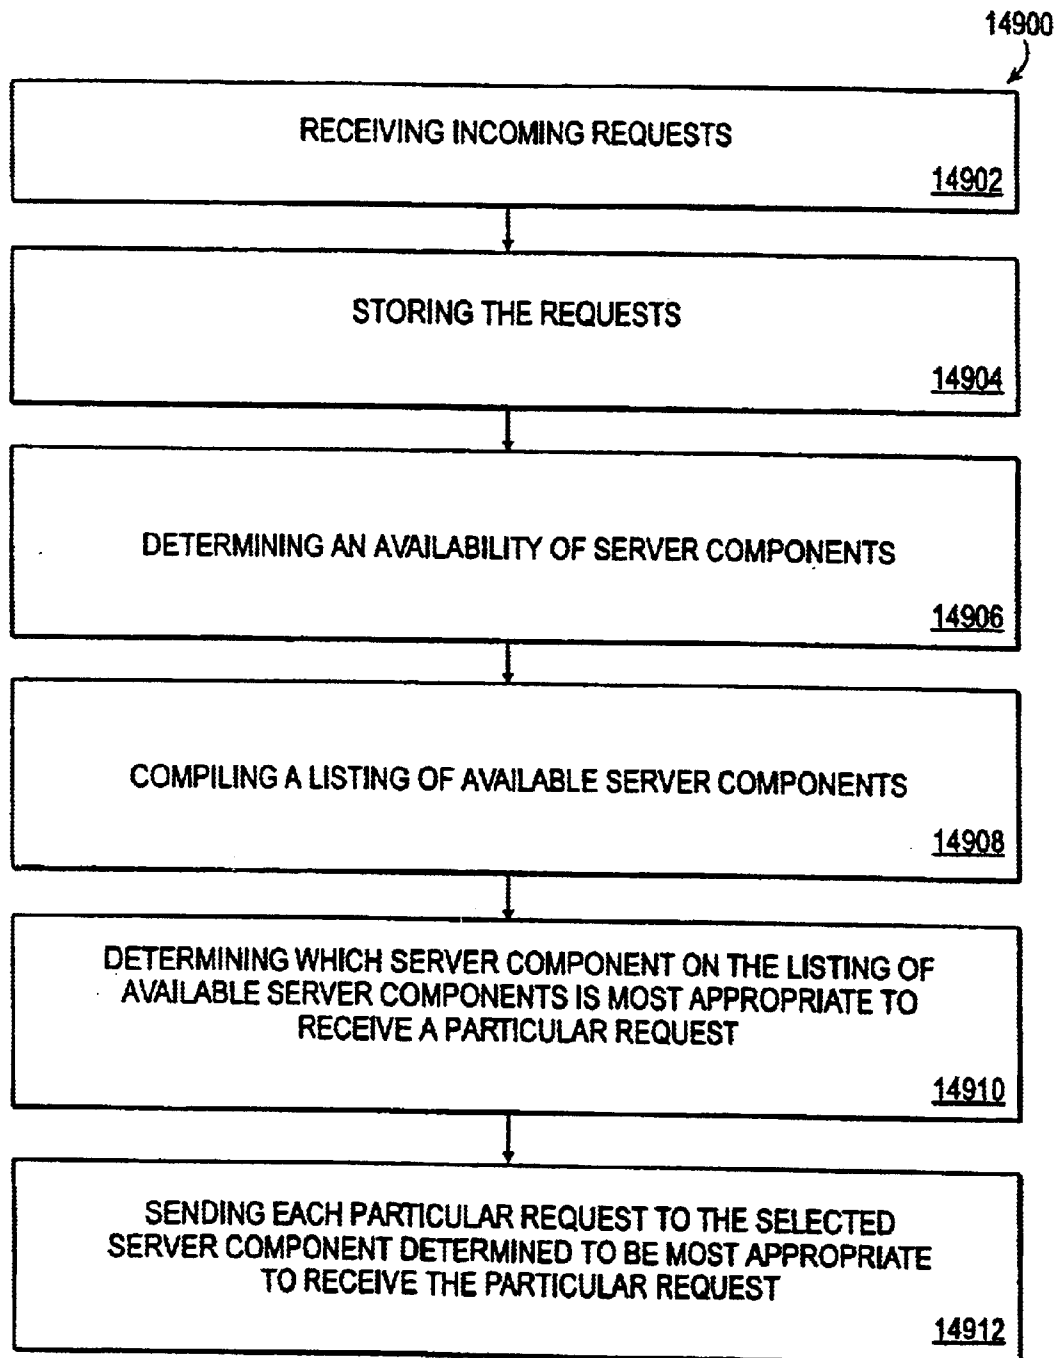 14900
RECEIVING INCOMING REQUESTS
14902
STORING THE REQUESTS
14904
DETERMINING AN AVAILABILITY OF SERVER COMPONENTS
14906
COMPILING A LISTING OF AVAILABLE SERVER COMPONENTS
14908
DETERMINING WHICH SERVER COMPONENT ON THE LISTING OF
AVAILABLE SERVER COMPONENTS IS MOST APPROPRIATE TO
RECEIVE A PARTICULAR REQUEST
14910
SENDING EACH PARTICULAR REQUEST TO THE SELECTED
SERVER COMPONENT DETERMINED TO BE MOST APPROPRIATE
TO RECEIVE THE PARTICULAR REQUEST
14912